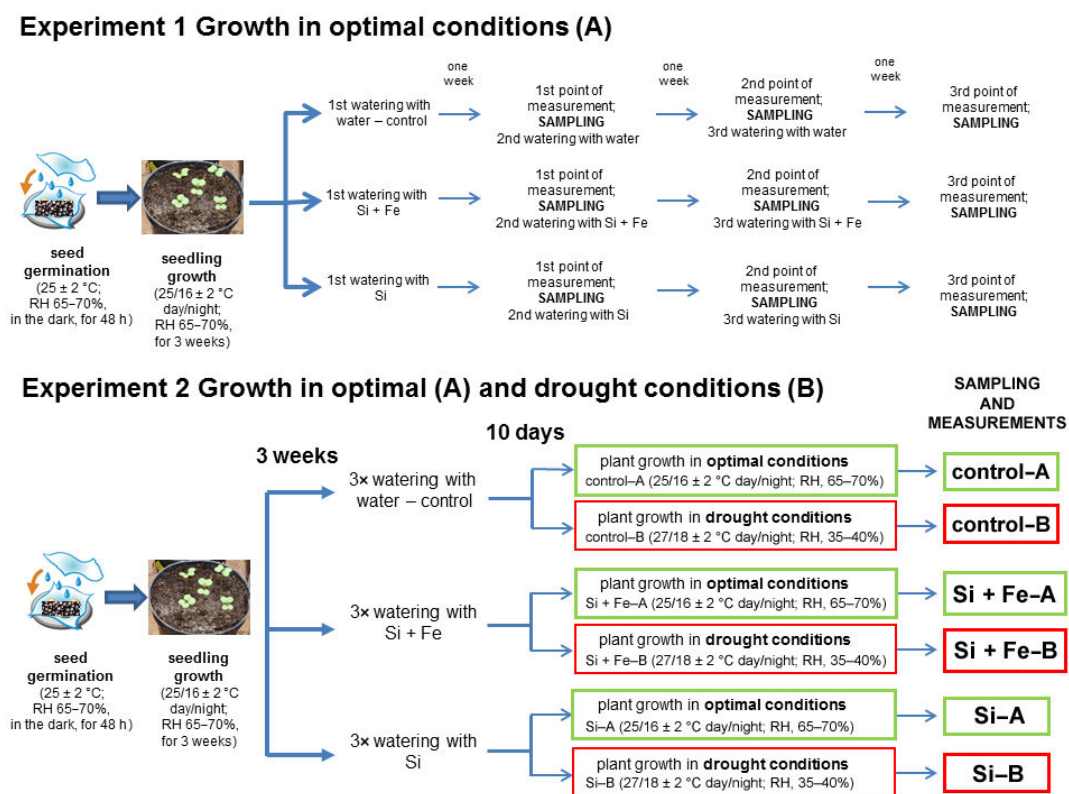 Experiment 1 Growth in optimal conditions (A)
seed
germination
(25 ± 2 °C;
RH 65–70%,
in the dark, for 48 h)
seedling
growth
(25/16 ± 2 °C
day/night;
RH 65–70%,
for 3 weeks)
1st watering with
water – control
one
week
1st point of
measurement;
SAMPLING
2nd watering with water
one
week
2nd point of
measurement;
SAMPLING
3rd watering with water
one
week
3rd point of
measurement;
SAMPLING
1st watering with
Si + Fe
1st point of
measurement;
SAMPLING
2nd watering with Si + Fe
2nd point of
measurement;
SAMPLING
3rd watering with Si + Fe
3rd point of
measurement;
SAMPLING
1st watering with
Si
1st point of
measurement;
SAMPLING
2nd watering with Si
2nd point of
measurement;
SAMPLING
3rd watering with Si
3rd point of
measurement;
SAMPLING
Experiment 2 Growth in optimal (A) and drought conditions (B)
SAMPLING
AND
MEASUREMENTS
seed
germination
(25 ± 2 °C;
RH 65–70%,
in the dark, for 48 h)
seedling
growth
(25/16 ± 2 °C
day/night;
RH 65–70%,
for 3 weeks)
3 weeks
10 days
3× watering with
water – control
plant growth in optimal conditions
control–A (25/16 ± 2 °C day/night; RH, 65–70%)
control–A
plant growth in drought conditions
control–B (27/18 ± 2 °C day/night; RH, 35–40%)
control–B
3× watering with
Si + Fe
plant growth in optimal conditions
Si + Fe–A (25/16 ± 2 °C day/night; RH, 65–70%)
Si + Fe–A
plant growth in drought conditions
Si + Fe–B (27/18 ± 2 °C day/night; RH, 35–40%)
Si + Fe–B
3× watering with
Si
plant growth in optimal conditions
Si–A (25/16 ± 2 °C day/night; RH, 65–70%)
Si–A
plant growth in drought conditions
Si–B (27/18 ± 2 °C day/night; RH, 35–40%)
Si–B